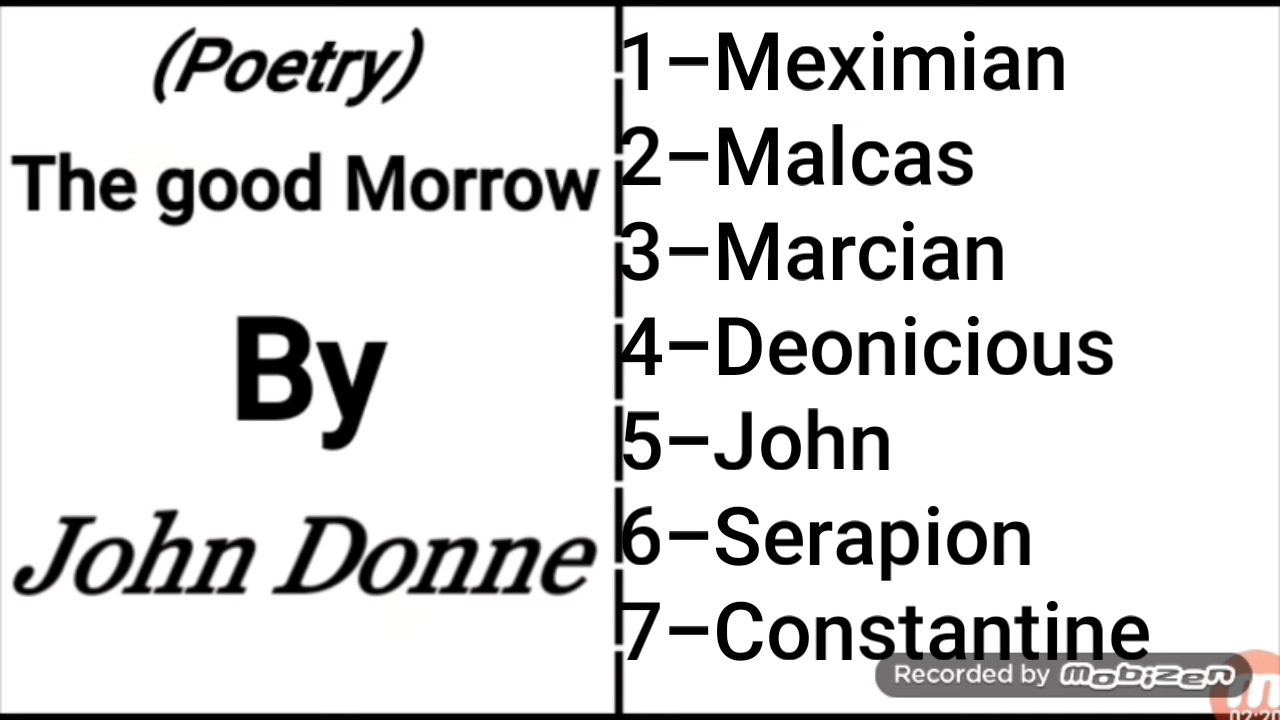 (Poetry)
The good Morrow
By
John Donne
1-Meximian
2-Malcas
3-Marcian
4-Deonicious
5-John
6-Serapion
7-Constantine
Recorded by mobizen